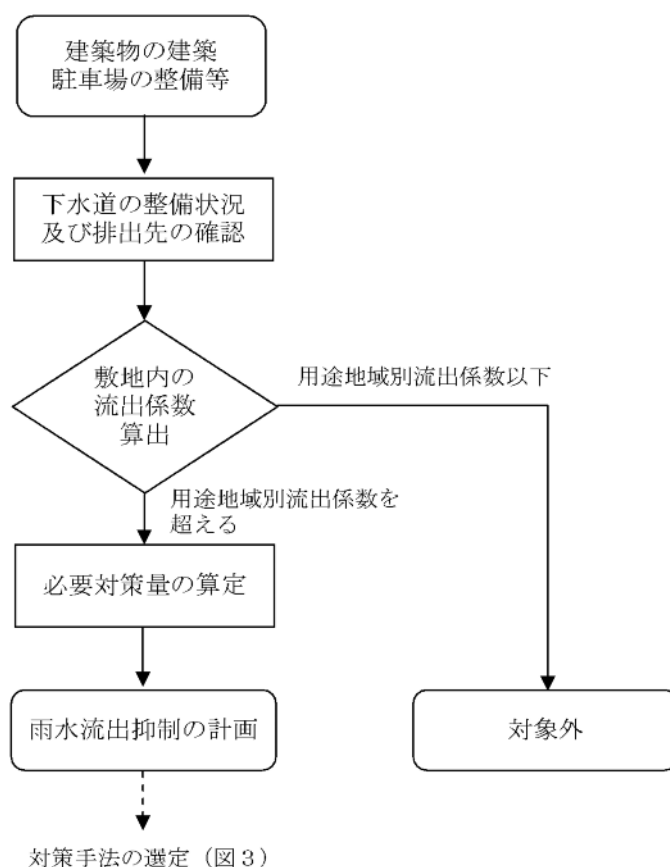 建築物の建築
駐車場の整備等
下水道の整備状況
及び排出先の確認
敷地内の
流出係数
算出
用途地域別流出係数以下
用途地域別流出係数を
超える
必要対策量の算定
雨水流出抑制の計画
対象外
対策手法の選定（図３）